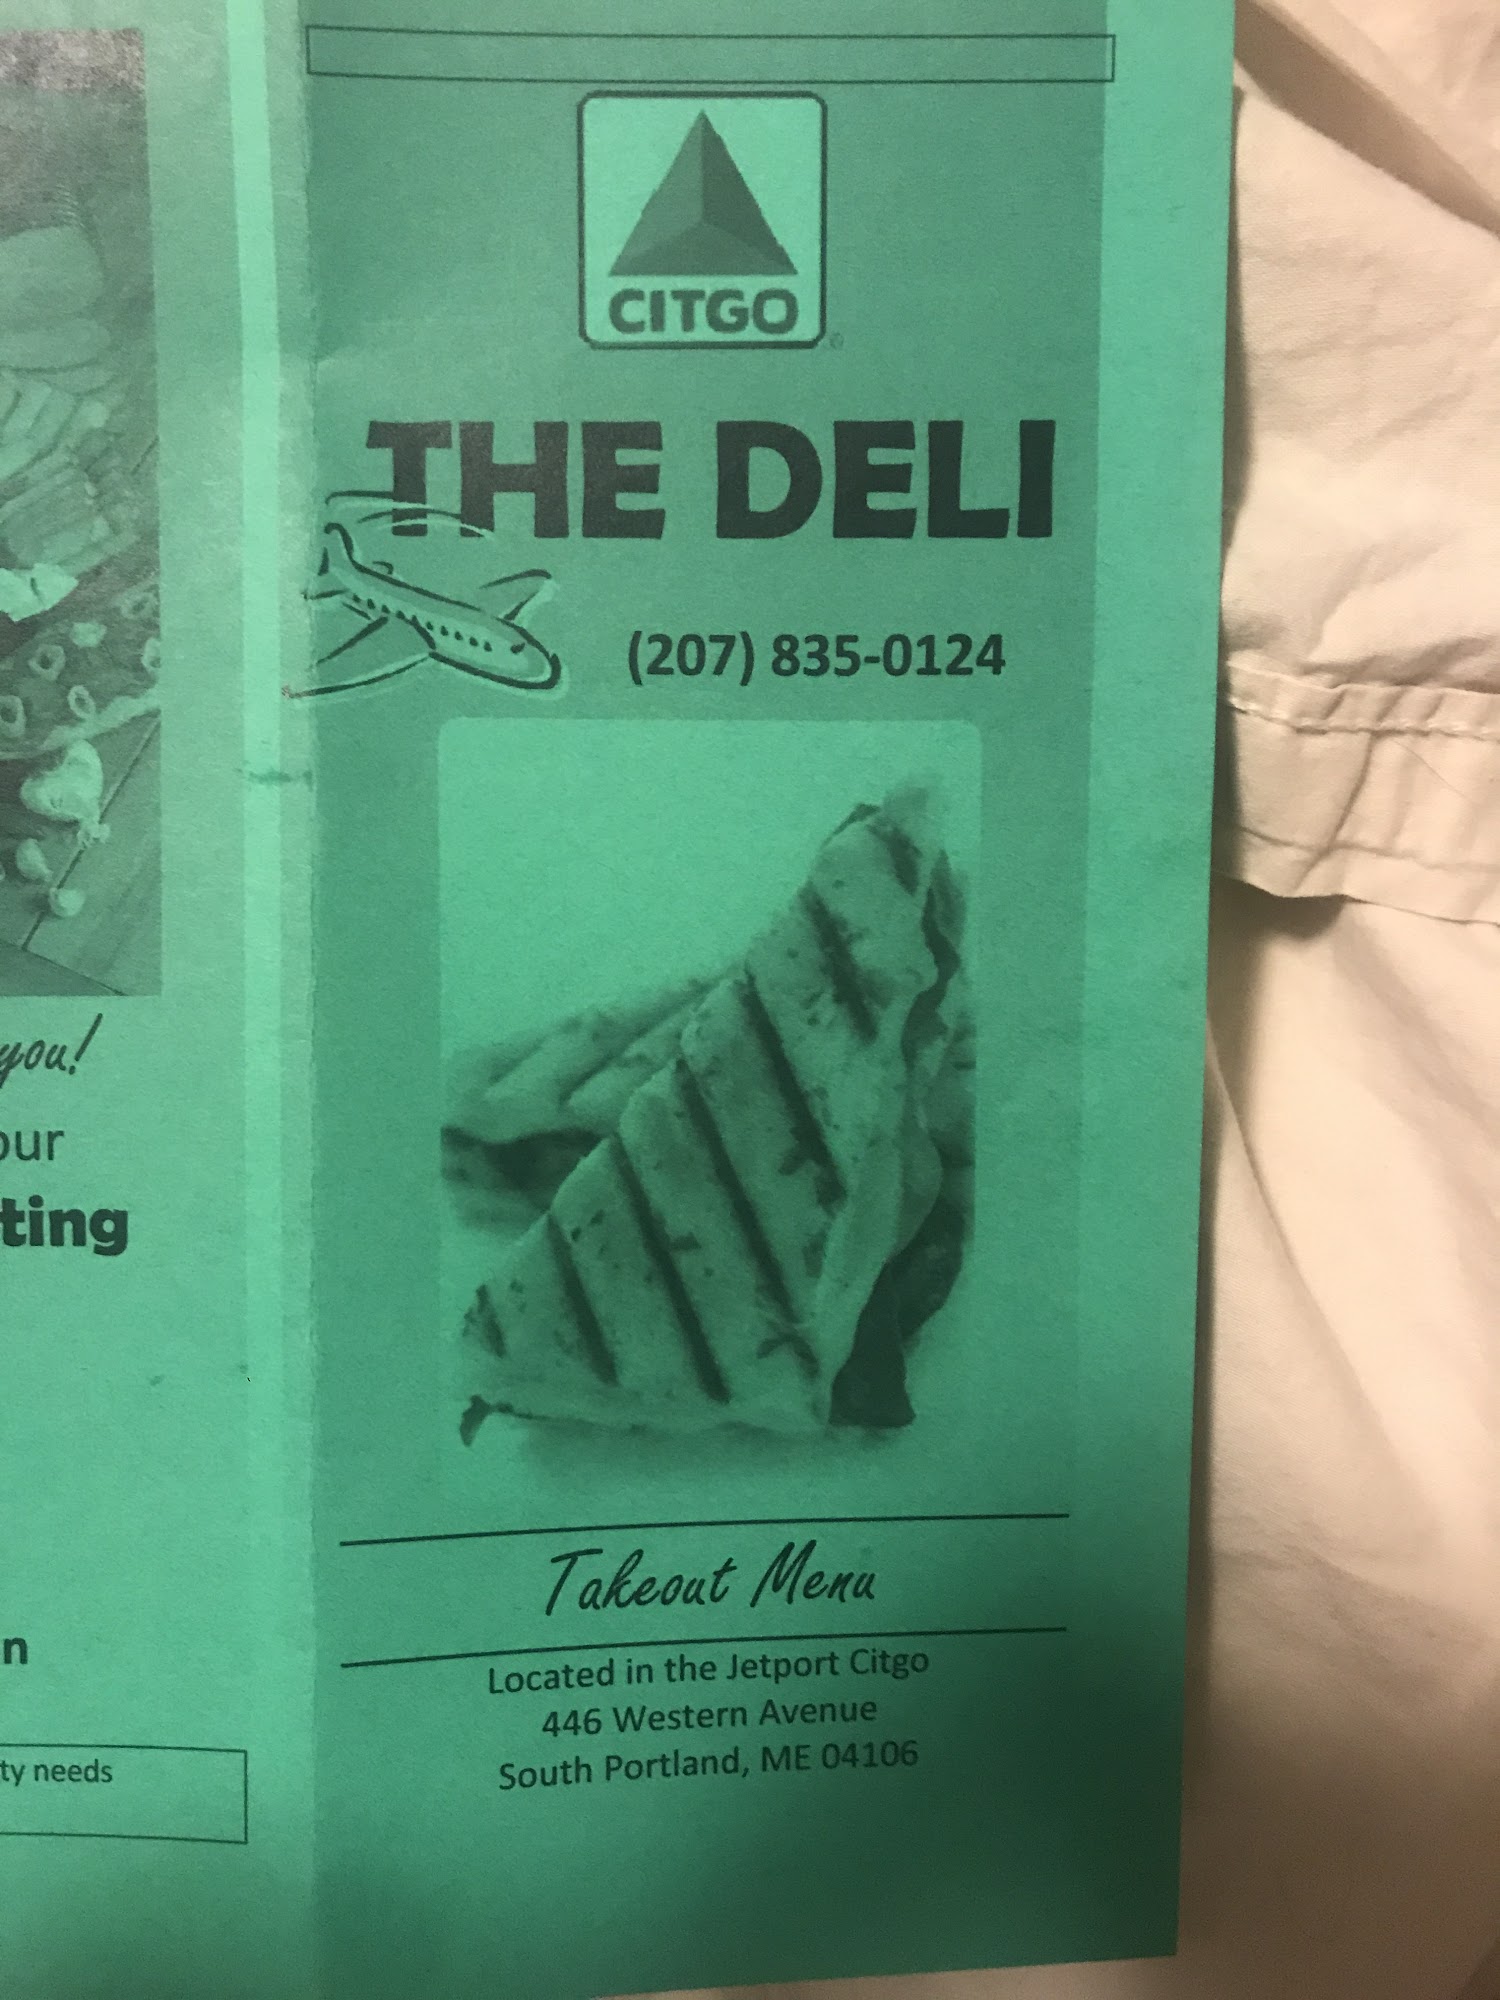 you!
our
ting
n
ty needs
CITGO
THE DELI
(207) 835-0124
Takeout Menu
Located in the Jetport Citgo
446 Western Avenue
South Portland, ME 04106